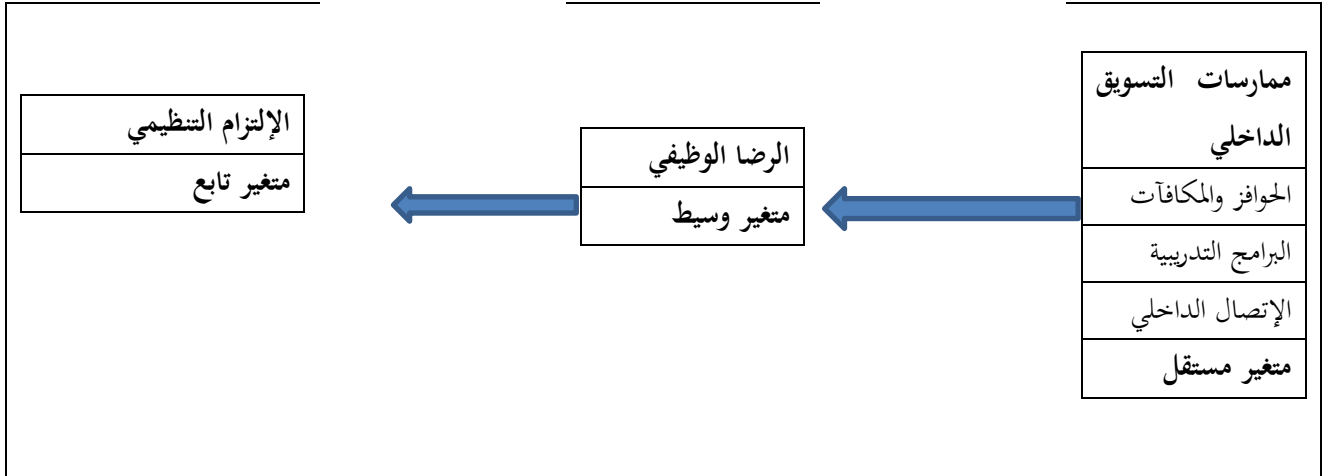 ممارسات التسويق
الداخلي
الحوافز والمكافآت
البرامج التدريبية
الإتصال الداخلي
متغير مستقل
الرضا الوظيفي
متغير وسيط
الإلتزام التنظيمي
متغير تابع